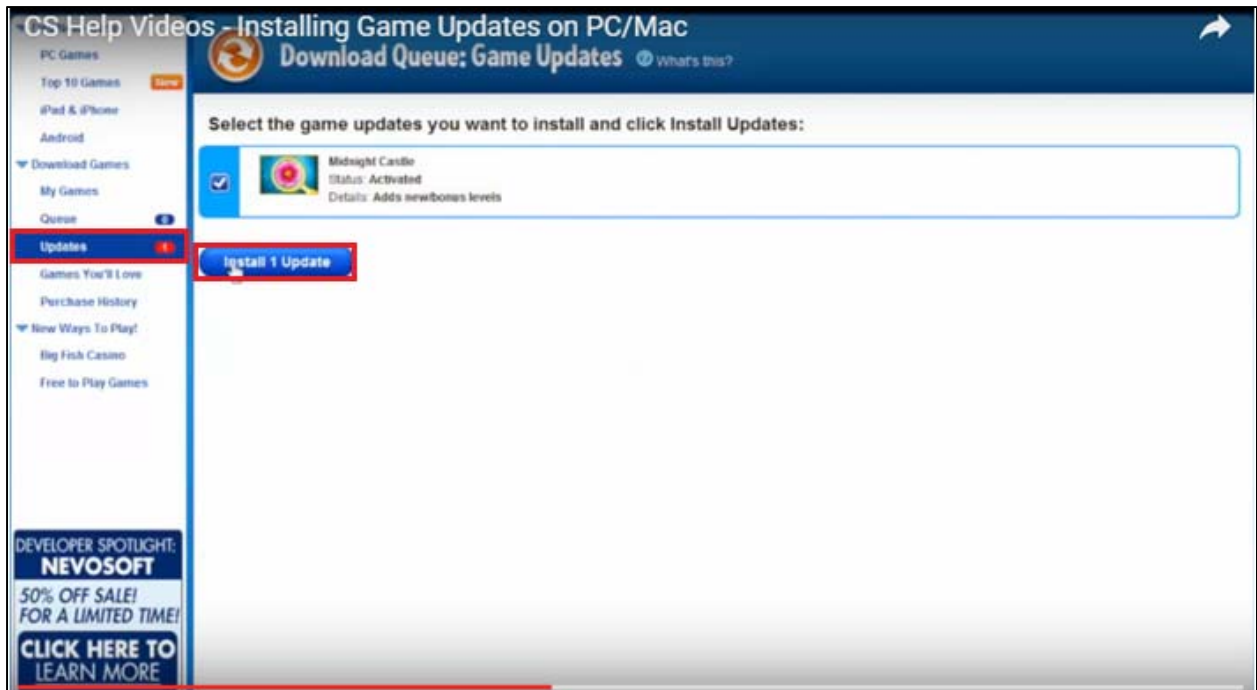 CS Help Videos - Installing Game Updates on PC/Mac
PC Games
Top 10 Games New
iPad & iPhone
Android
Download Games
My Games
Queue 0
Updates 1
Games You'll Love
Purchase History
New Ways To Play!
Big Fish Casino
Free to Play Games
DEVELOPER SPOTLIGHT:
NEVOSOFT
50% OFF SALE!
FOR A LIMITED TIME!
CLICK HERE TO
LEARN MORE
Download Queue: Game Updates What's this?
Select the game updates you want to install and click Install Updates:
Midnight Castle
Status: Activated
Details: Adds new/bonus levels
Install 1 Update